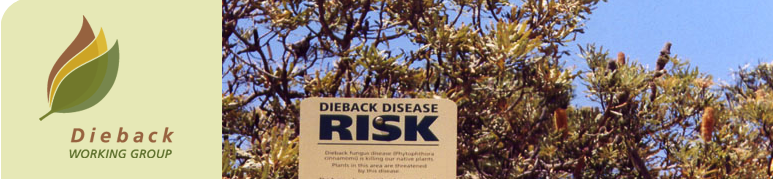 Dieback
WORKING GROUP
DIEBACK DISEASE
RISK
Dieback fungus disease (Phytophthora
cinnamomi) is killing our native plants.
Plants in this area are threatened
by this disease.